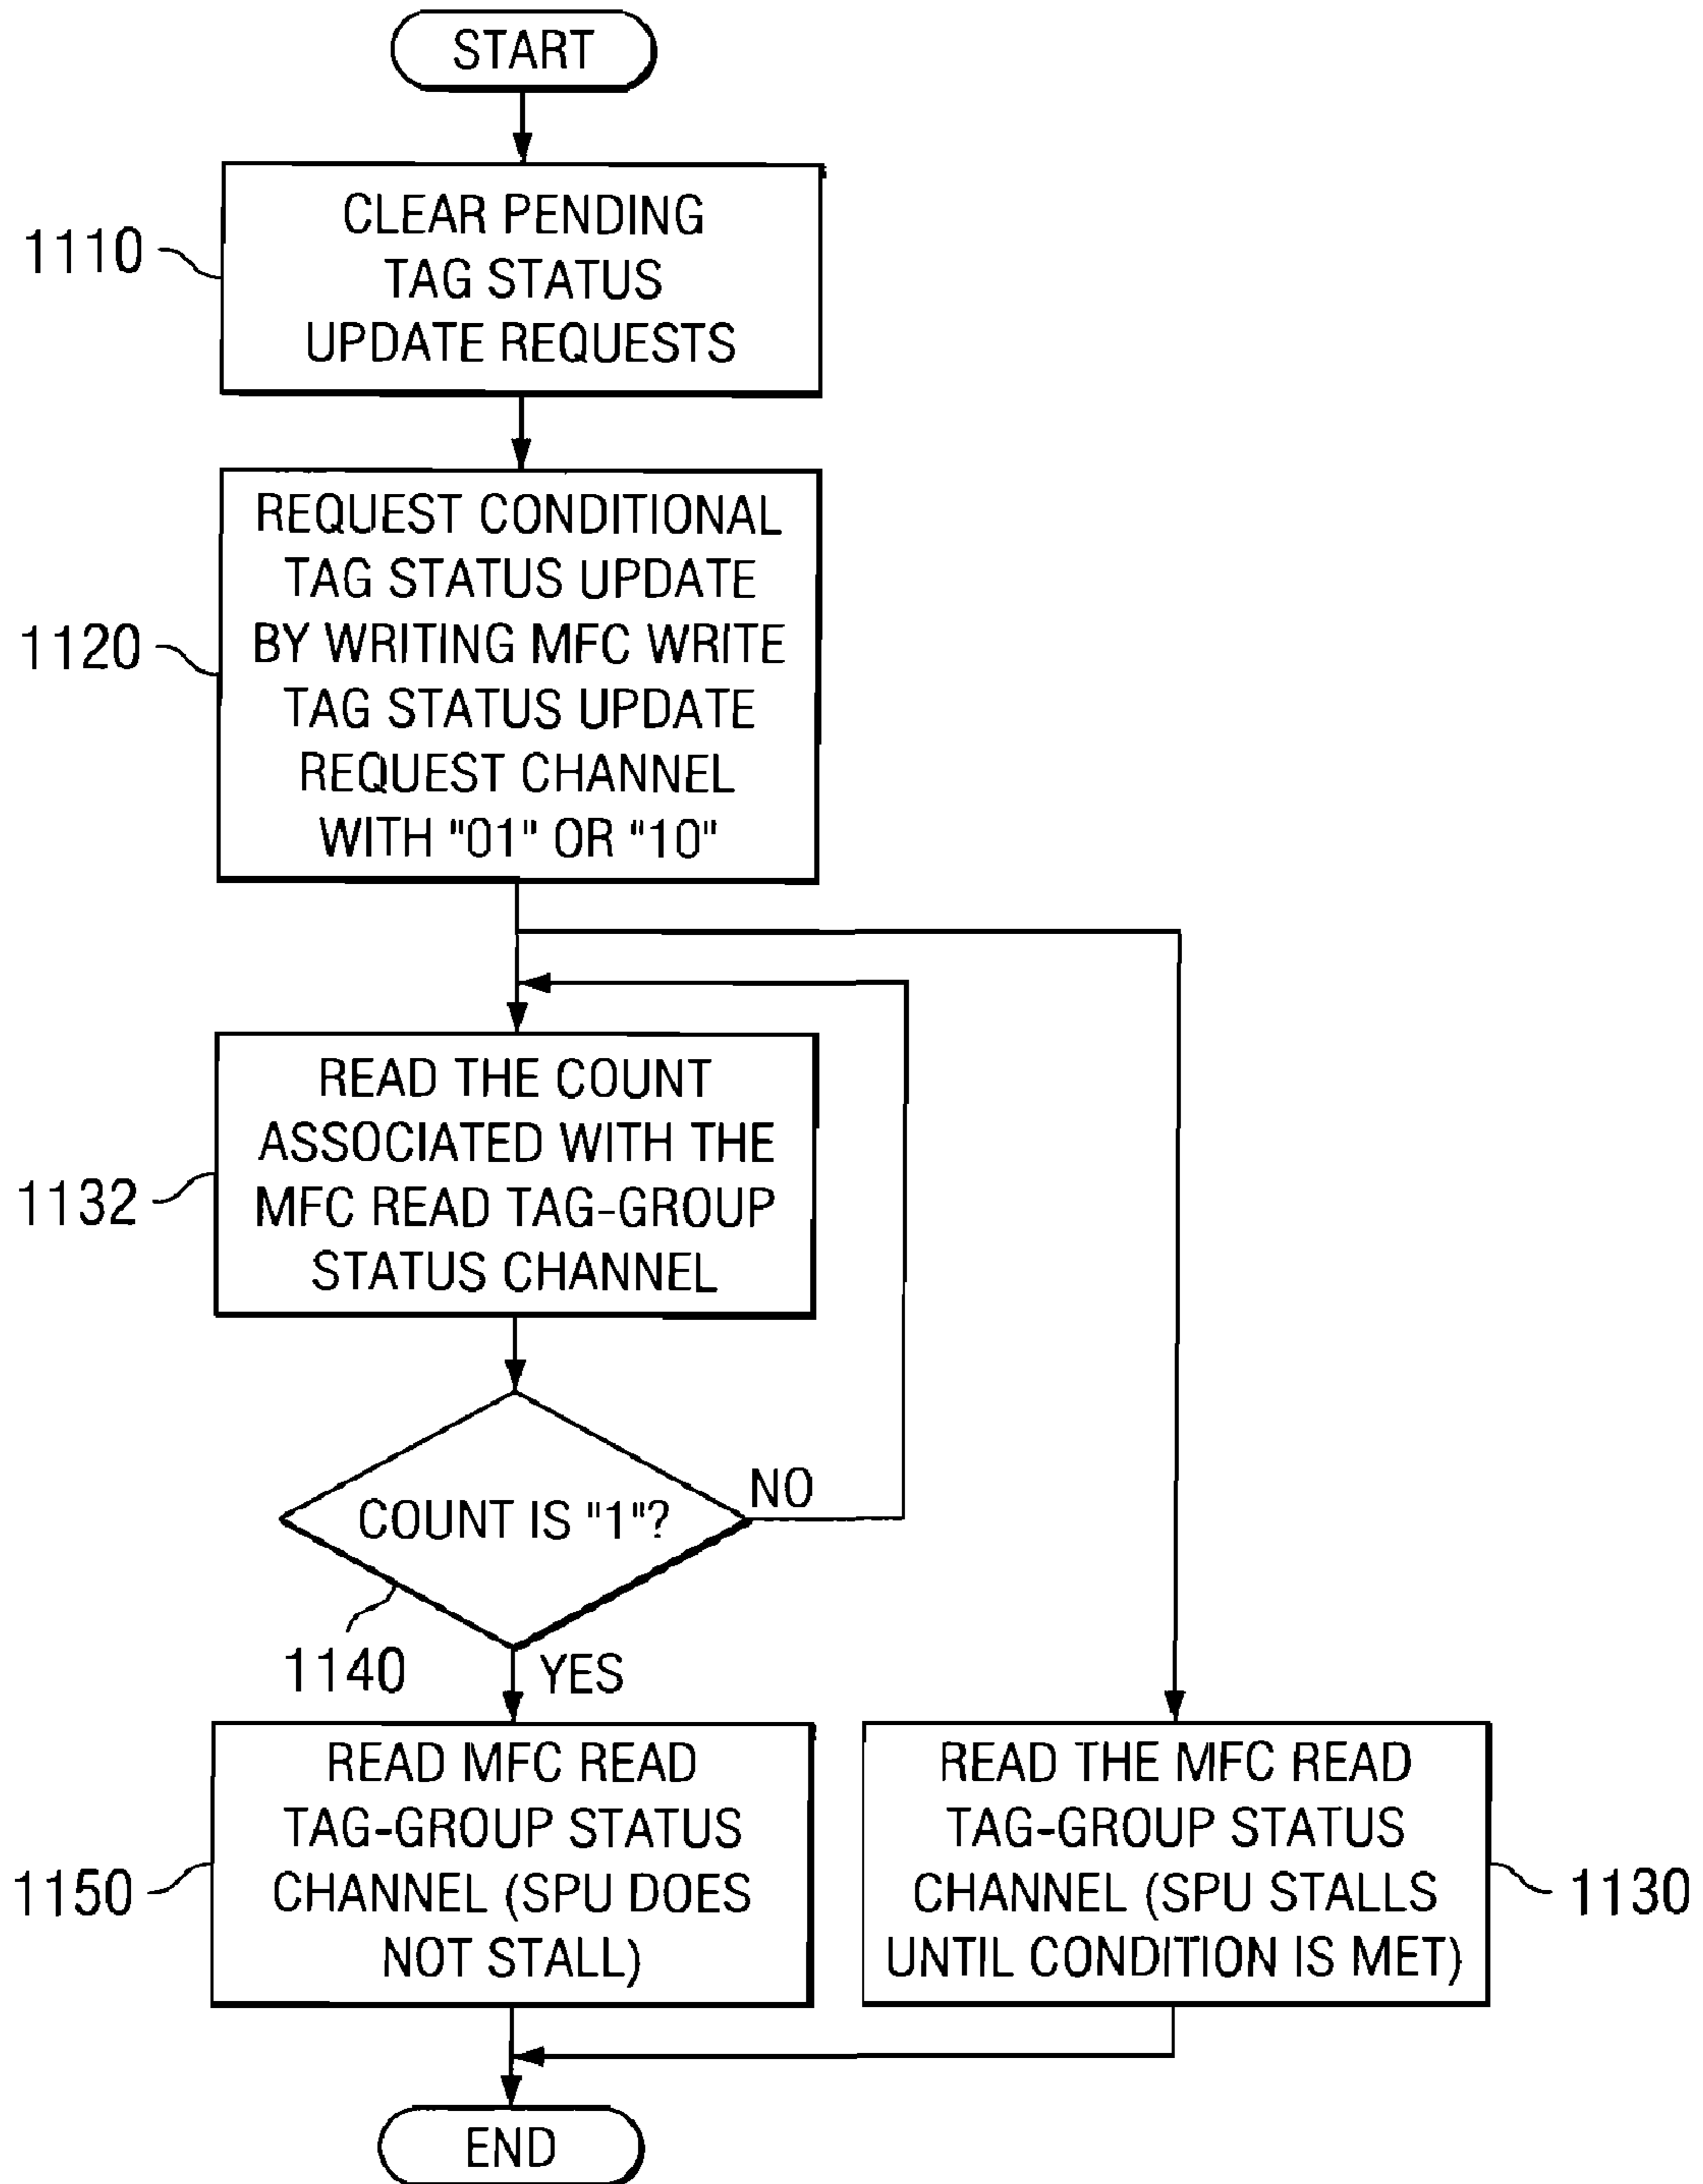 START
1110
CLEAR PENDING
TAG STATUS
UPDATE REQUESTS
1120
REQUEST CONDITIONAL
TAG STATUS UPDATE
BY WRITING MFC WRITE
TAG STATUS UPDATE
REQUEST CHANNEL
WITH "01" OR "10"
1132
READ THE COUNT
ASSOCIATED WITH THE
MFC READ TAG-GROUP
STATUS CHANNEL
COUNT IS "1"?
NO
1140
YES
1150
READ MFC READ
TAG-GROUP STATUS
CHANNEL (SPU DOES
NOT STALL)
READ THE MFC READ
TAG-GROUP STATUS
CHANNEL (SPU STALLS
UNTIL CONDITION IS MET)
1130
END